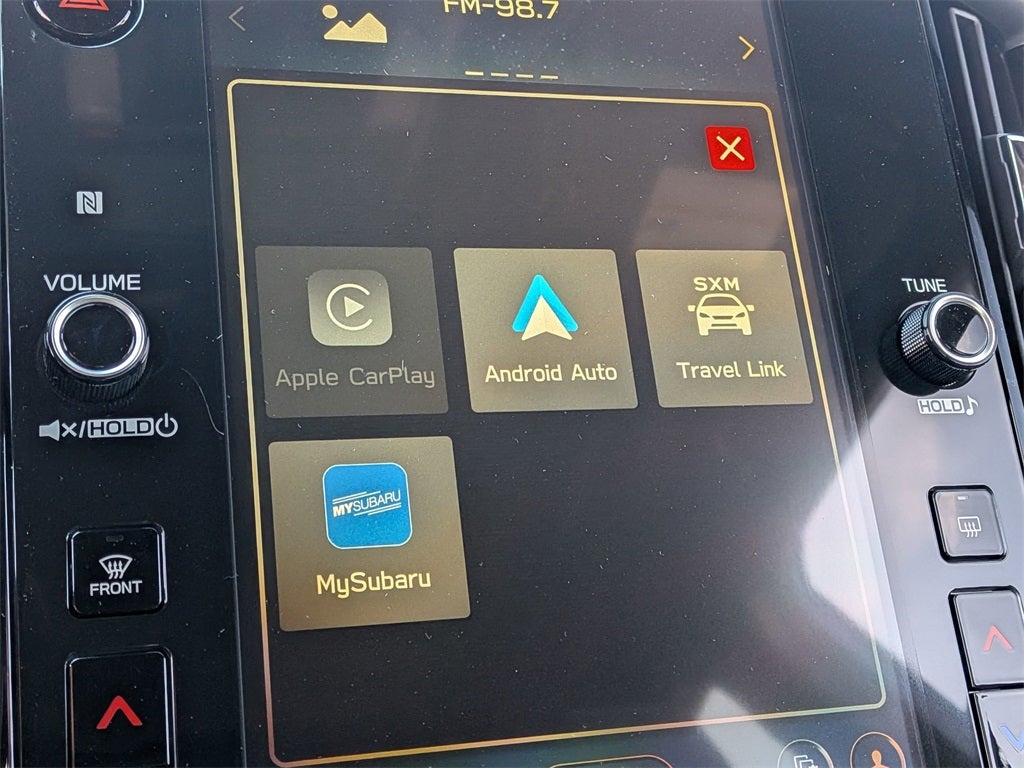 FM-98.7
VOLUME
TUNE
SXM
Apple CarPlay
Android Auto
Travel Link
HOLD
HOLD
MYSUBARU
MySubaru
FRONT